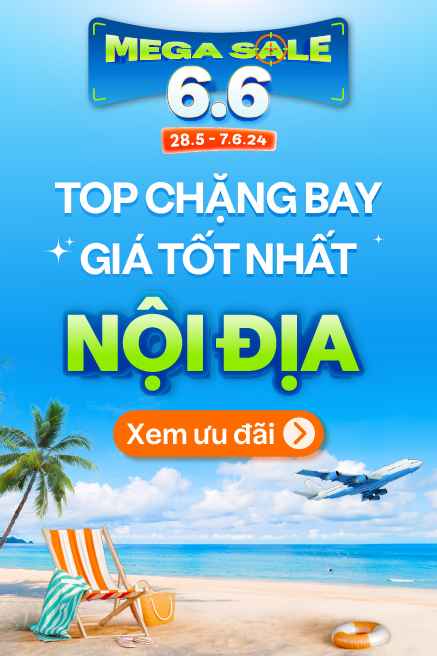 MEGA SALE
6.6
28.5 - 7.6.24
TOP CHẶNG BAY
GIÁ TỐT NHẤT
NỘI ĐỊA
Xem ưu đãi